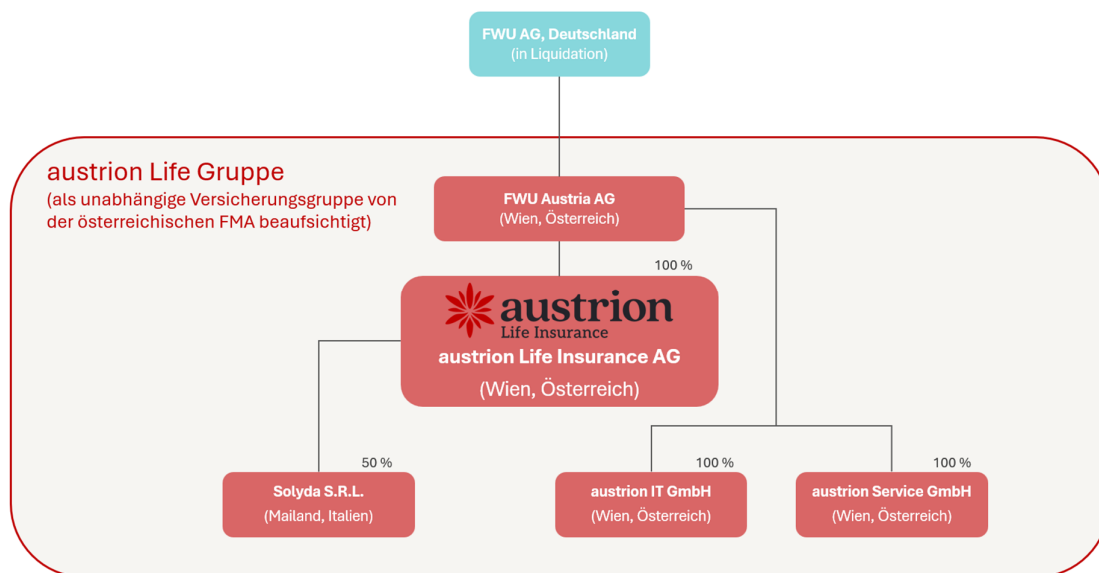 FWU AG, Deutschland
(in Liquidation)
austrion Life Gruppe
(als unabhängige Versicherungsgruppe von
der österreichischen FMA beaufsichtigt)
FWU Austria AG
(Wien, Österreich)
100 %
austrion
Life Insurance
austrion Life Insurance AG
(Wien, Österreich)
50 %
Solyda S.R.L.
(Mailand, Italien)
100 %
austrion IT GmbH
(Wien, Österreich)
100 %
austrion Service GmbH
(Wien, Österreich)